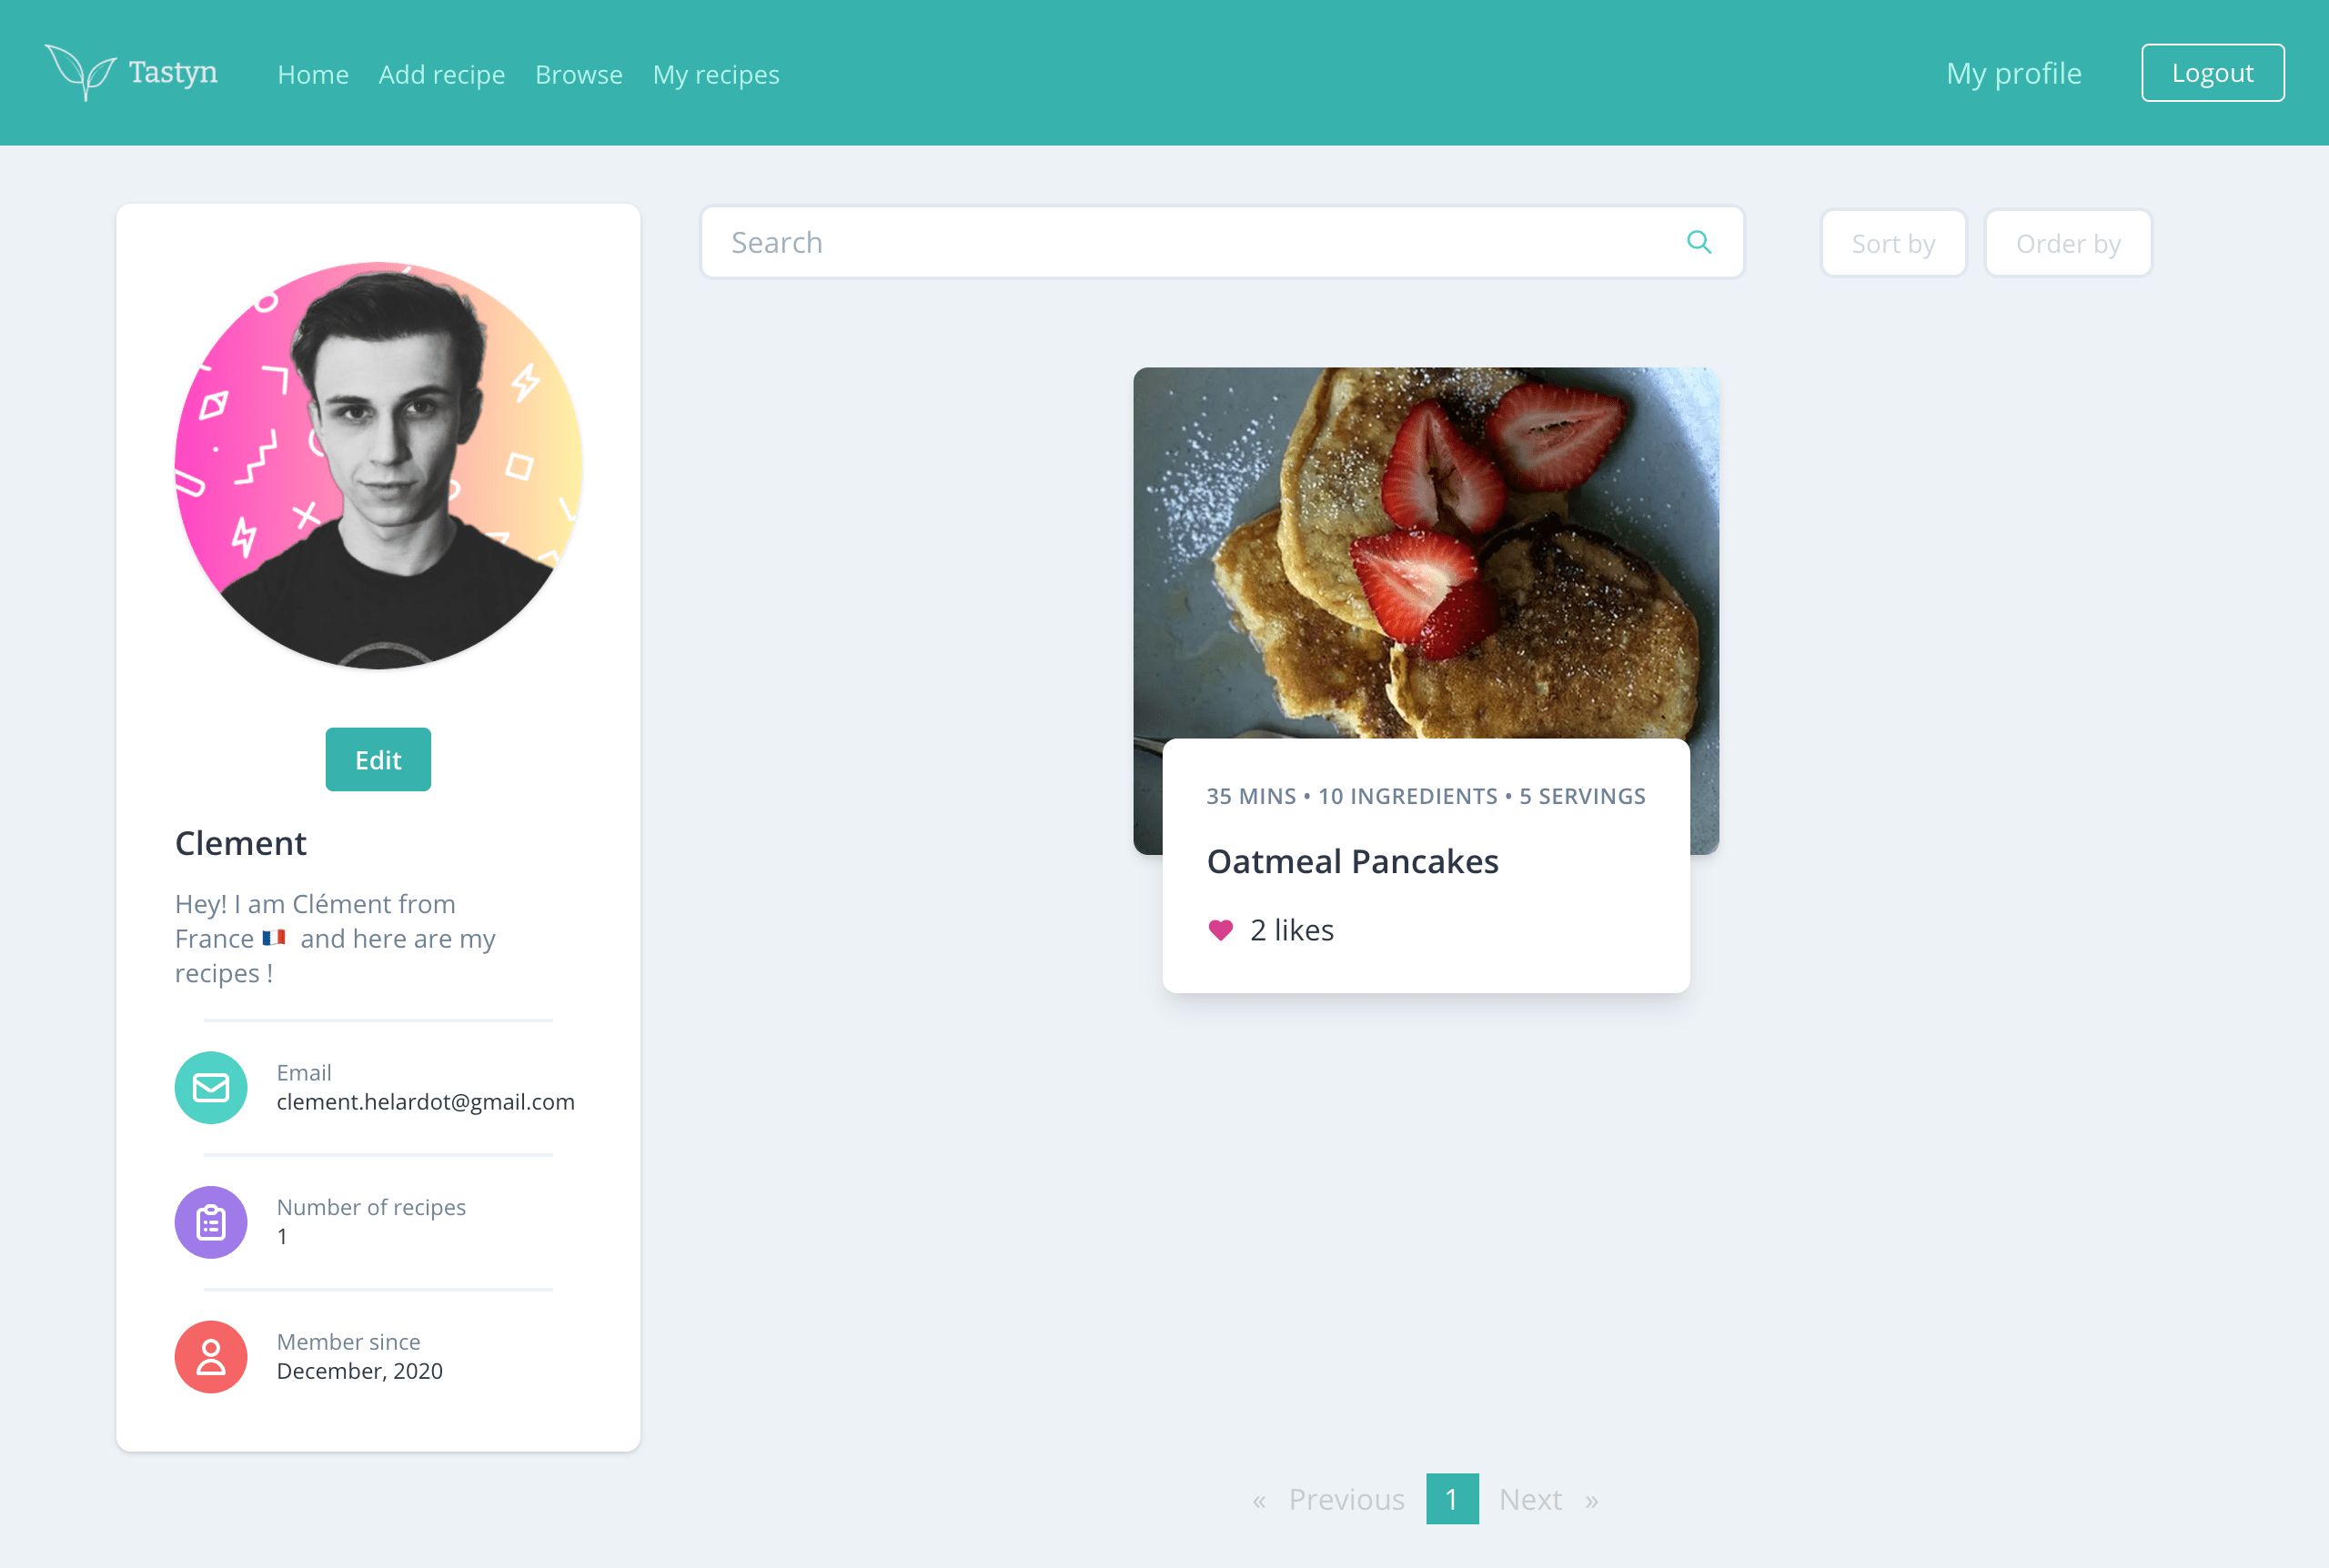 Tastyn
Home
Add recipe
Browse
My recipes
My profile
Logout
Search
Sort by
Order by
Edit
Clement
Hey! I am Clément from
France 🇫🇷 and here are my
recipes !
Email
clement.helardot@gmail.com
Number of recipes
1
Member since
December, 2020
35 MINS • 10 INGREDIENTS • 5 SERVINGS
Oatmeal Pancakes
2 likes
« Previous 1 Next »